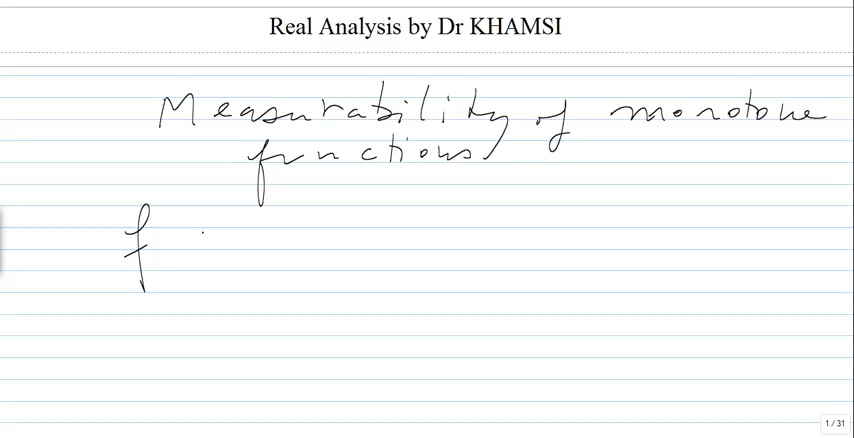 Real Analysis by Dr KHAMSI
Measurability of monotone
functions
f
1 / 31